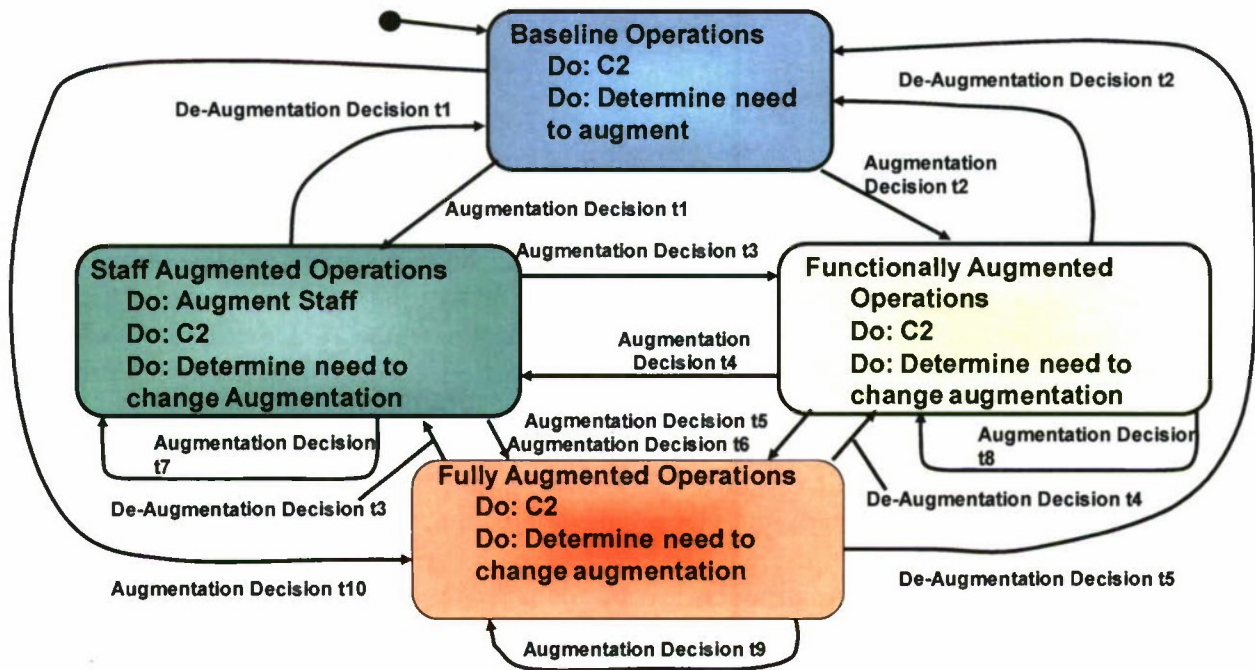 Baseline Operations
Do: C2
Do: Determine need
to augment
De-Augmentation Decision t1
De-Augmentation Decision t2
Augmentation
Decision t2
Augmentation Decision t1
Staff Augmented Operations
Do: Augment Staff
Do: C2
Do: Determine need to
change Augmentation
Augmentation Decision t3
Functionally Augmented
Operations
Do: C2
Do: Determine need to
change augmentation
Augmentation
Decision t4
Augmentation Decision t5
Augmentation Decision t6
Augmentation Decision
t7
Augmentation Decision
t8
De-Augmentation Decision t3
De-Augmentation Decision t4
Fully Augmented Operations
Do: C2
Do: Determine need to
change augmentation
Augmentation Decision t10
De-Augmentation Decision t5
Augmentation Decision t9